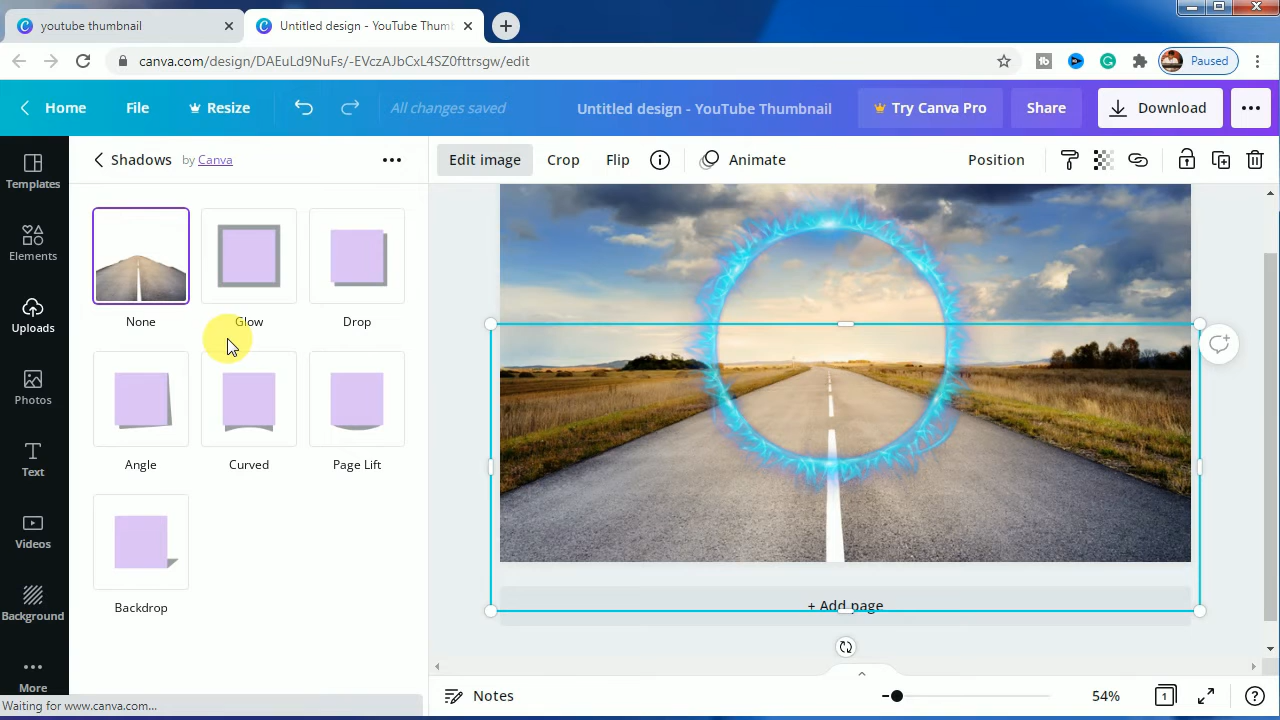 youtube thumbnail
Untitled design - YouTube Thumb
canva.com/design/DAEuLd9NuFs/-EVczAJbCxL4SZ0ftnsgw/edit
Paused
Home
File
Resize
All changes saved
Untitled design - YouTube Thumbnail
Try Canva Pro
Share
Download
Shadows
by Canva
Edit image
Crop
Flip
Animate
Position
Templates
Elements
Uploads
Photos
Text
Videos
Background
More
None
Glow
Drop
Angle
Curved
Page Lift
Backdrop
+ Add page
Notes
54%
1
Waiting for www.canva.com...